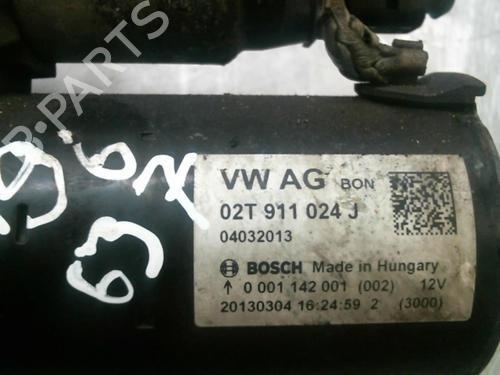 B-PARTS
VW AG BON
02T 911 024 J
04032013
BOSCH Made in Hungary
0 001 142 001 (002) 12V
20130304 16:24:59 2 (3000)